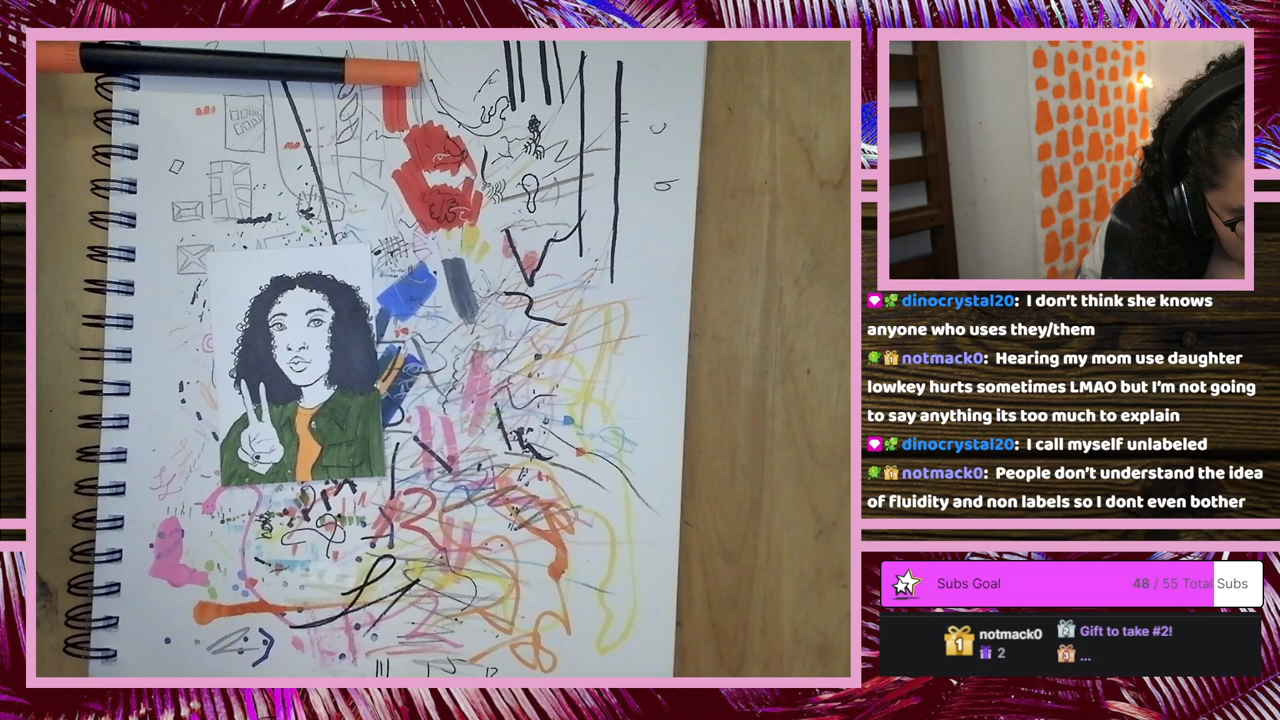 dinocrystal20: I don't think she knows
anyone who uses they/them
notmack0: Hearing my mom use daughter
lowkey hurts sometimes LMAO but I'm not going
to say anything its too much to explain
dinocrystal20: I call myself unlabeled
notmack0: People don't understand the idea
of fluidity and non labels so I dont even bother
Subs Goal 48 / 55 Total Subs
1 notmack0 2 Gift to take #2!
2
3 ...